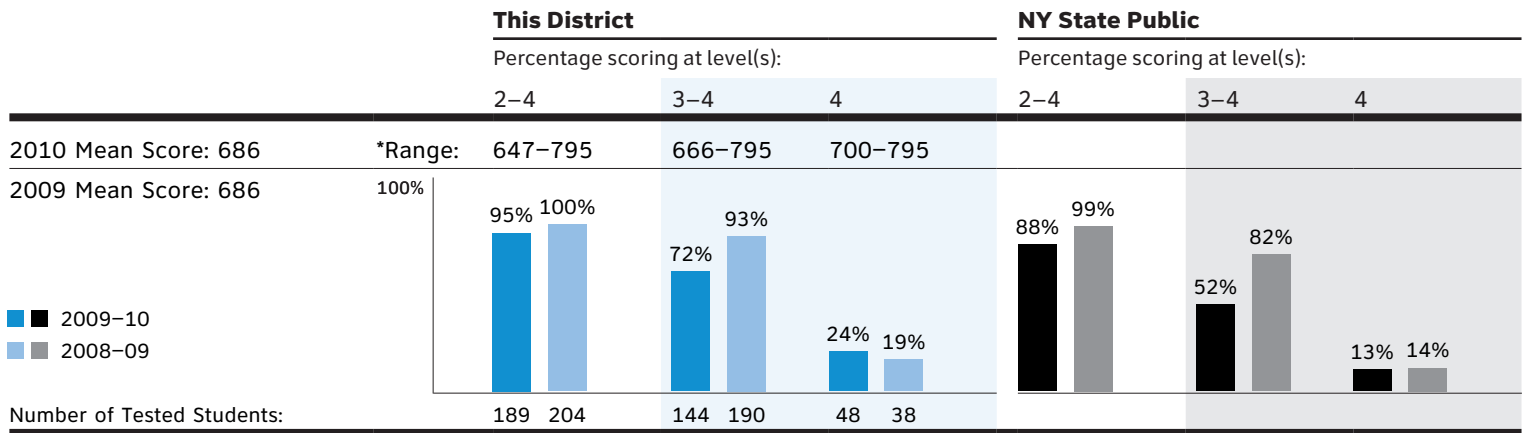 This District NY State Public
Percentage scoring at level(s): Percentage scoring at level(s):
2–4 3–4 4 2–4 3–4 4
2010 Mean Score: 686 *Range: 647–795 666–795 700–795
2009 Mean Score: 686 100%
95% 100% 72% 93% 24% 19% 88% 99% 52% 82% 13% 14%
2009–10
2008–09
Number of Tested Students: 189 204 144 190 48 38